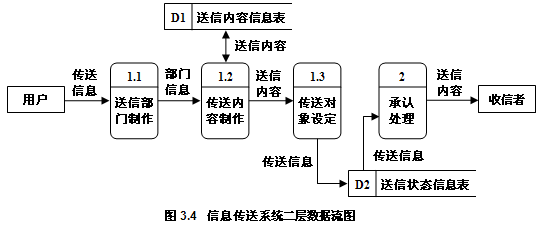 D1 送信内容信息表
送信内容
用户
传送
信息
1.1
送信部
门制作
部门
信息
1.2
传送内
容制作
送信
内容
1.3
传送对
象设定
2
承认
处理
送信
内容
收信者
传送信息
传送信息
D2 送信状态信息表
图 3.4 信息传送系统二层数据流图